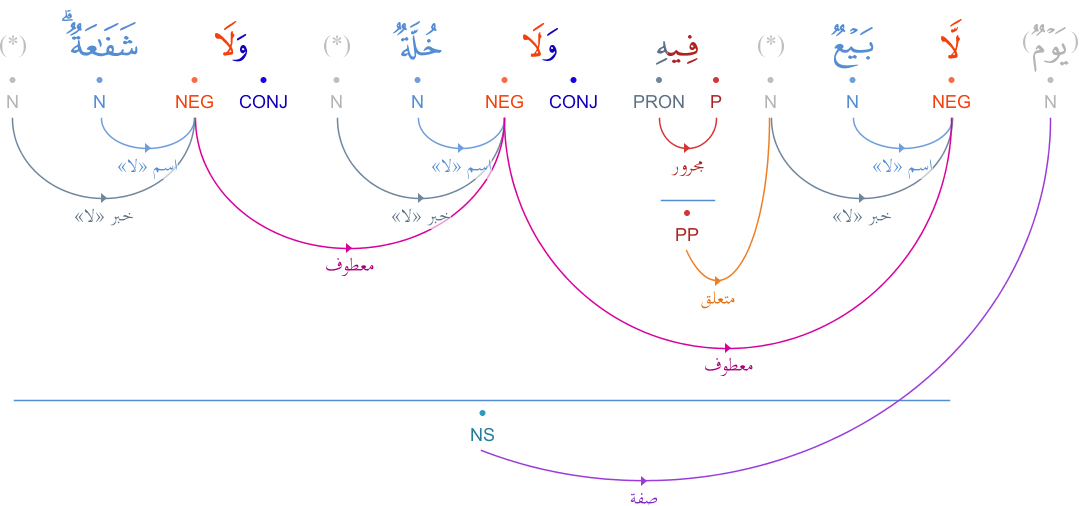 (يَوْمٌ) لَّا بَيْعٌ (*) فِيهِ وَلَا خُلَّةٌ (*) وَلَا شَفَٰعَةٌ ۗ (*)
N NEG N N P PRON CONJ NEG N N CONJ NEG N N
اسم «لا» مجرور اسم «لا» اسم «لا»
خبر «لا» خبر «لا» خبر «لا»
PP
معطوف
متعلق
معطوف
NS
صفة